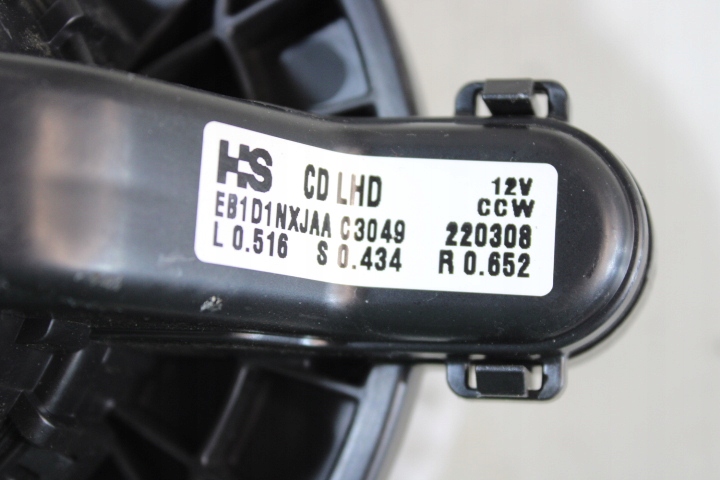 HS CD LHD 12V
CCW
EB1D1NXJAA C3049 220308
L 0.516 S 0.434 R 0.652